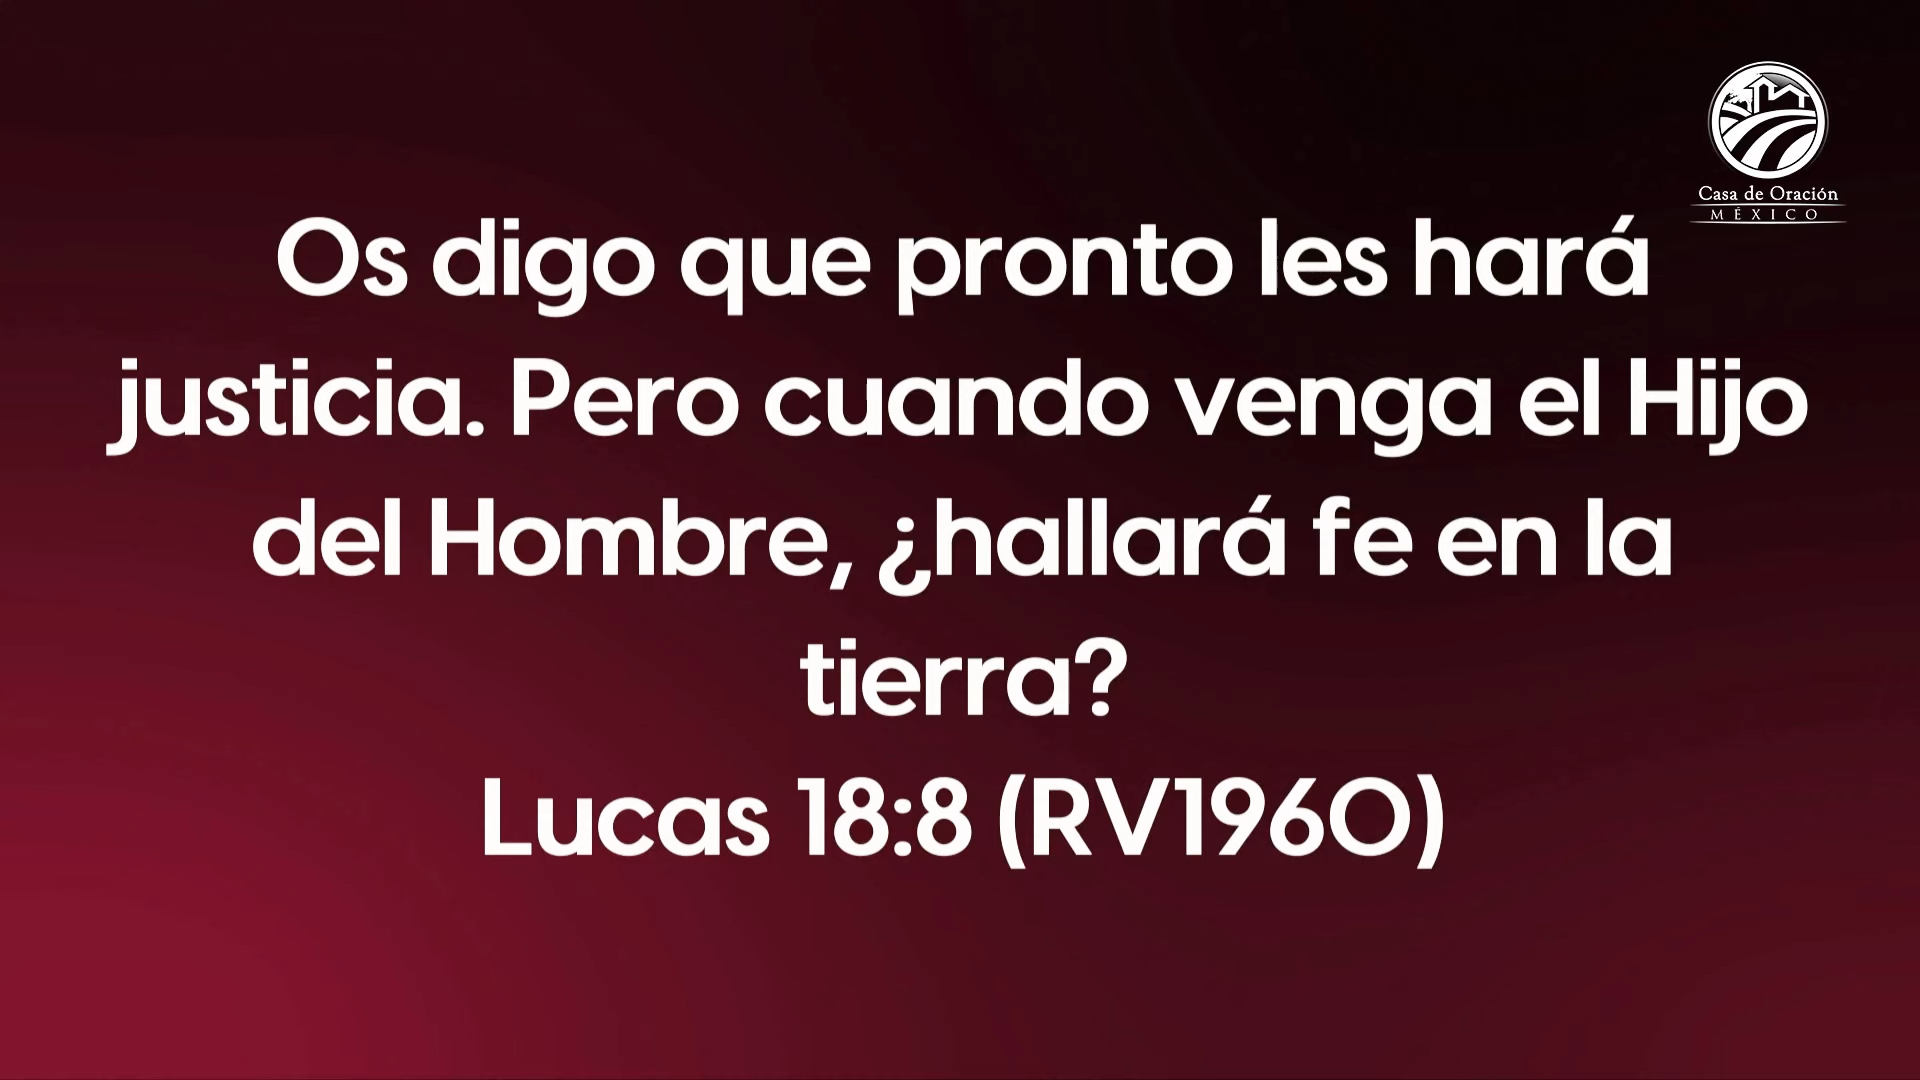 Casa de Oración
MÉXICO
Os digo que pronto les hará
justicia. Pero cuando venga el Hijo
del Hombre, ¿hallará fe en la
tierra?
Lucas 18:8 (RV1960)